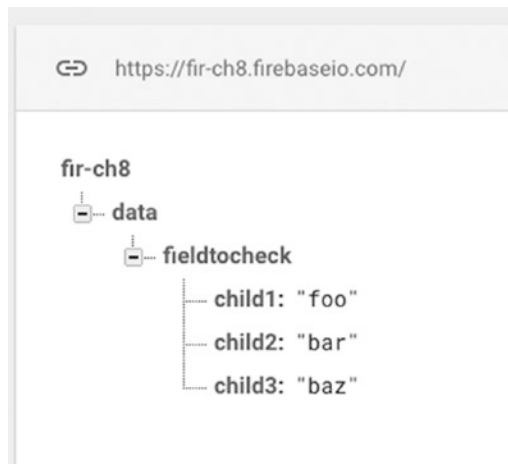 https://fir-ch8.firebaseio.com/
fir-ch8
data
fieldtocheck
child1: "foo"
child2: "bar"
child3: "baz"